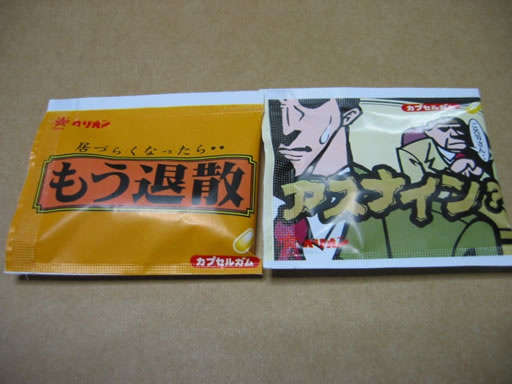 オリオン
居づらくなったら・・
もう退散
カプセルガム
カプセルガム
アスナイン
オリオン